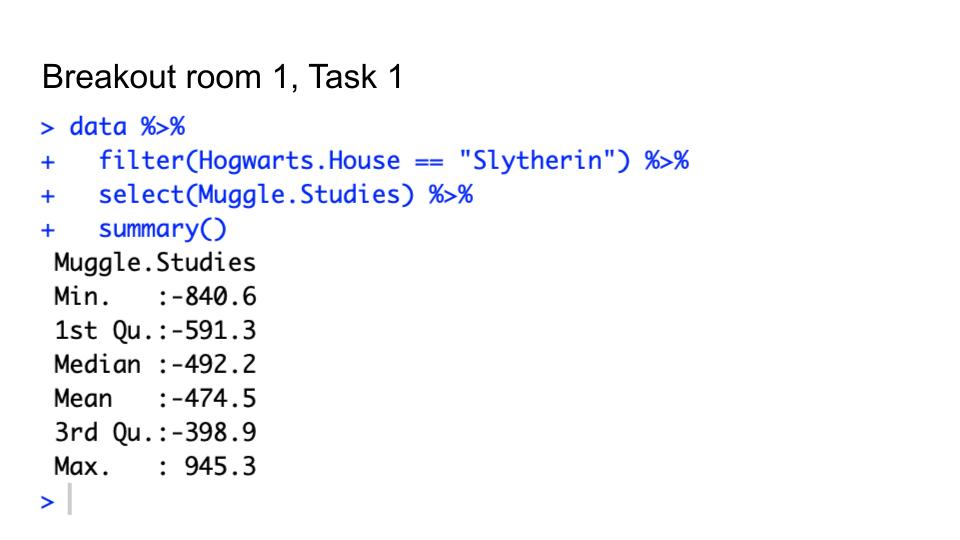 Breakout room 1, Task 1
> data %>%
+   filter(Hogwarts.House == "Slytherin") %>%
+   select(Muggle.Studies) %>%
+   summary()
 Muggle.Studies
 Min.   :-840.6
 1st Qu.:-591.3
 Median :-492.2
 Mean   :-474.5
 3rd Qu.:-398.9
 Max.   : 945.3
>